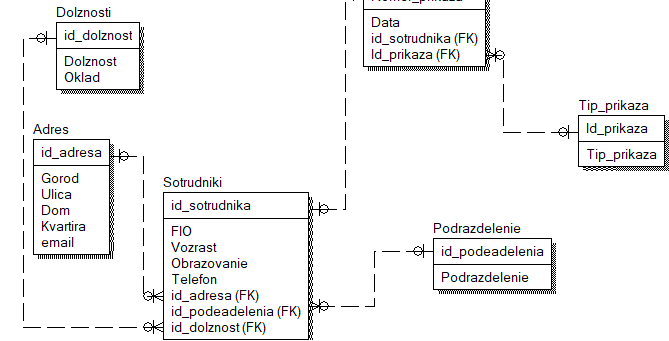 Dolznosti
id_dolznost
Dolznost
Oklad
Nomer_prikaza
Data
id_sotrudnika (FK)
Id_prikaza (FK)
Tip_prikaza
Id_prikaza
Tip_prikaza
Adres
id_adresa
Gorod
Ulica
Dom
Kvartira
email
Sotrudniki
id_sotrudnika
FIO
Vozrast
Obrazovanie
Telefon
id_adresa (FK)
id_podeadelenia (FK)
id_dolznost (FK)
Podrazdelenie
id_podeadelenia
Podrazdelenie